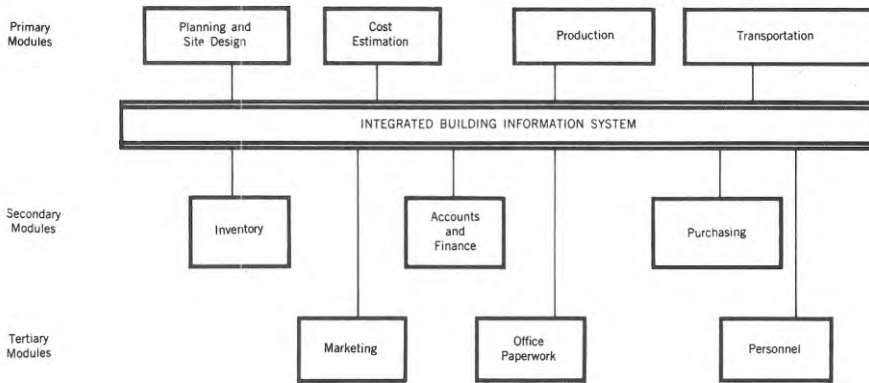 Primary
Modules
Planning and
Site Design
Cost
Estimation
Production
Transportation
INTEGRATED BUILDING INFORMATION SYSTEM
Secondary
Modules
Inventory
Accounts
and
Finance
Purchasing
Tertiary
Modules
Marketing
Office
Paperwork
Personnel